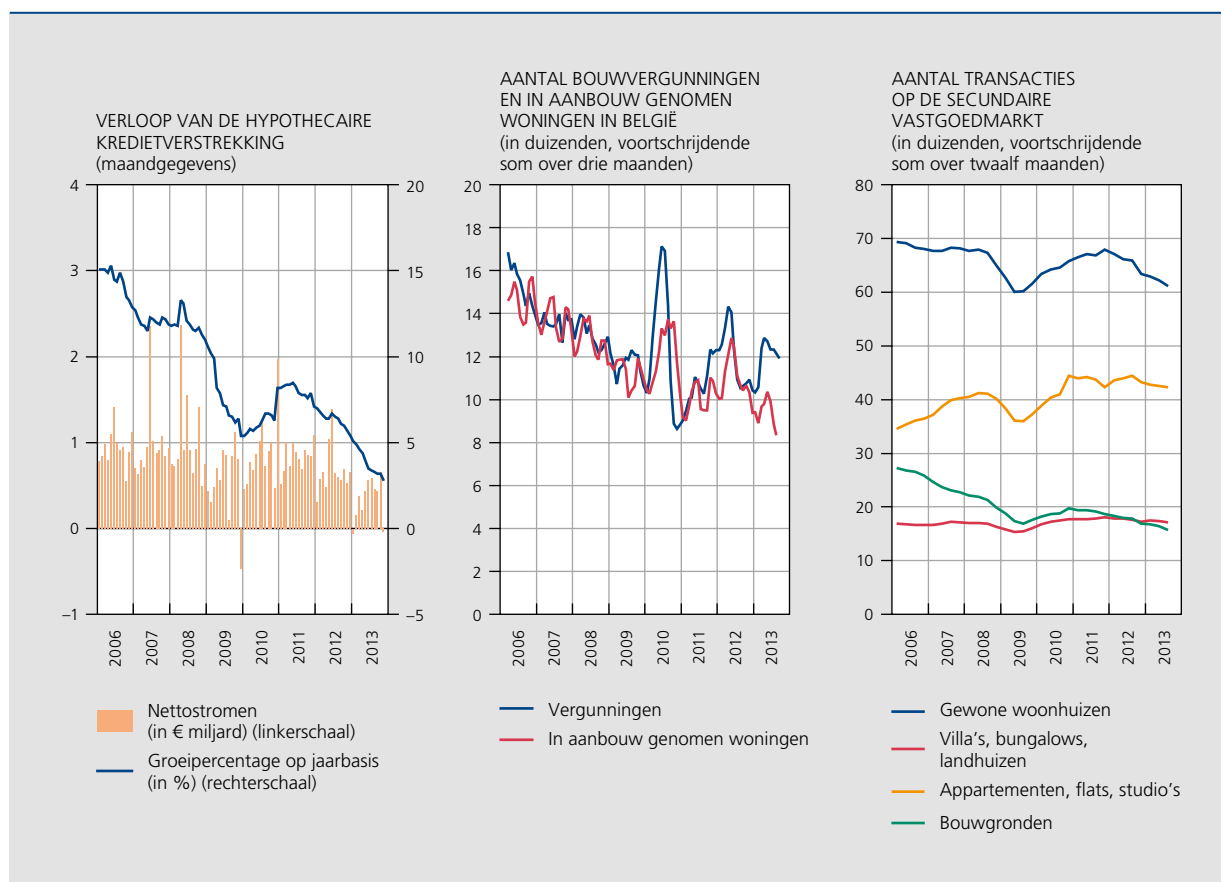 VERLOOP VAN DE HYPOTHECAIRE
KREDIETVERSTREKKING
(maandgegevens)
4
3
2
1
0
–1
20
15
10
5
0
–5
2006
2007
2008
2009
2010
2011
2012
2013
Nettostromen
(in € miljard) (linkerschaal)
Groeipercentage op jaarbasis
(in %) (rechterschaal)
AANTAL BOUWVERGUNNINGEN
EN IN AANBOUW GENOMEN
WONINGEN IN BELGIË
(in duizenden, voortschrijdende
som over drie maanden)
20
18
16
14
12
10
8
6
4
2
0
2006
2007
2008
2009
2010
2011
2012
2013
Vergunningen
In aanbouw genomen woningen
AANTAL TRANSACTIES
OP DE SECUNDAIRE
VASTGOEDMARKT
(in duizenden, voortschrijdende
som over twaalf maanden)
80
70
60
50
40
30
20
10
0
2006
2007
2008
2009
2010
2011
2012
2013
Gewone woonhuizen
Villa's, bungalows,
landhuizen
Appartementen, flats, studio's
Bouwgronden